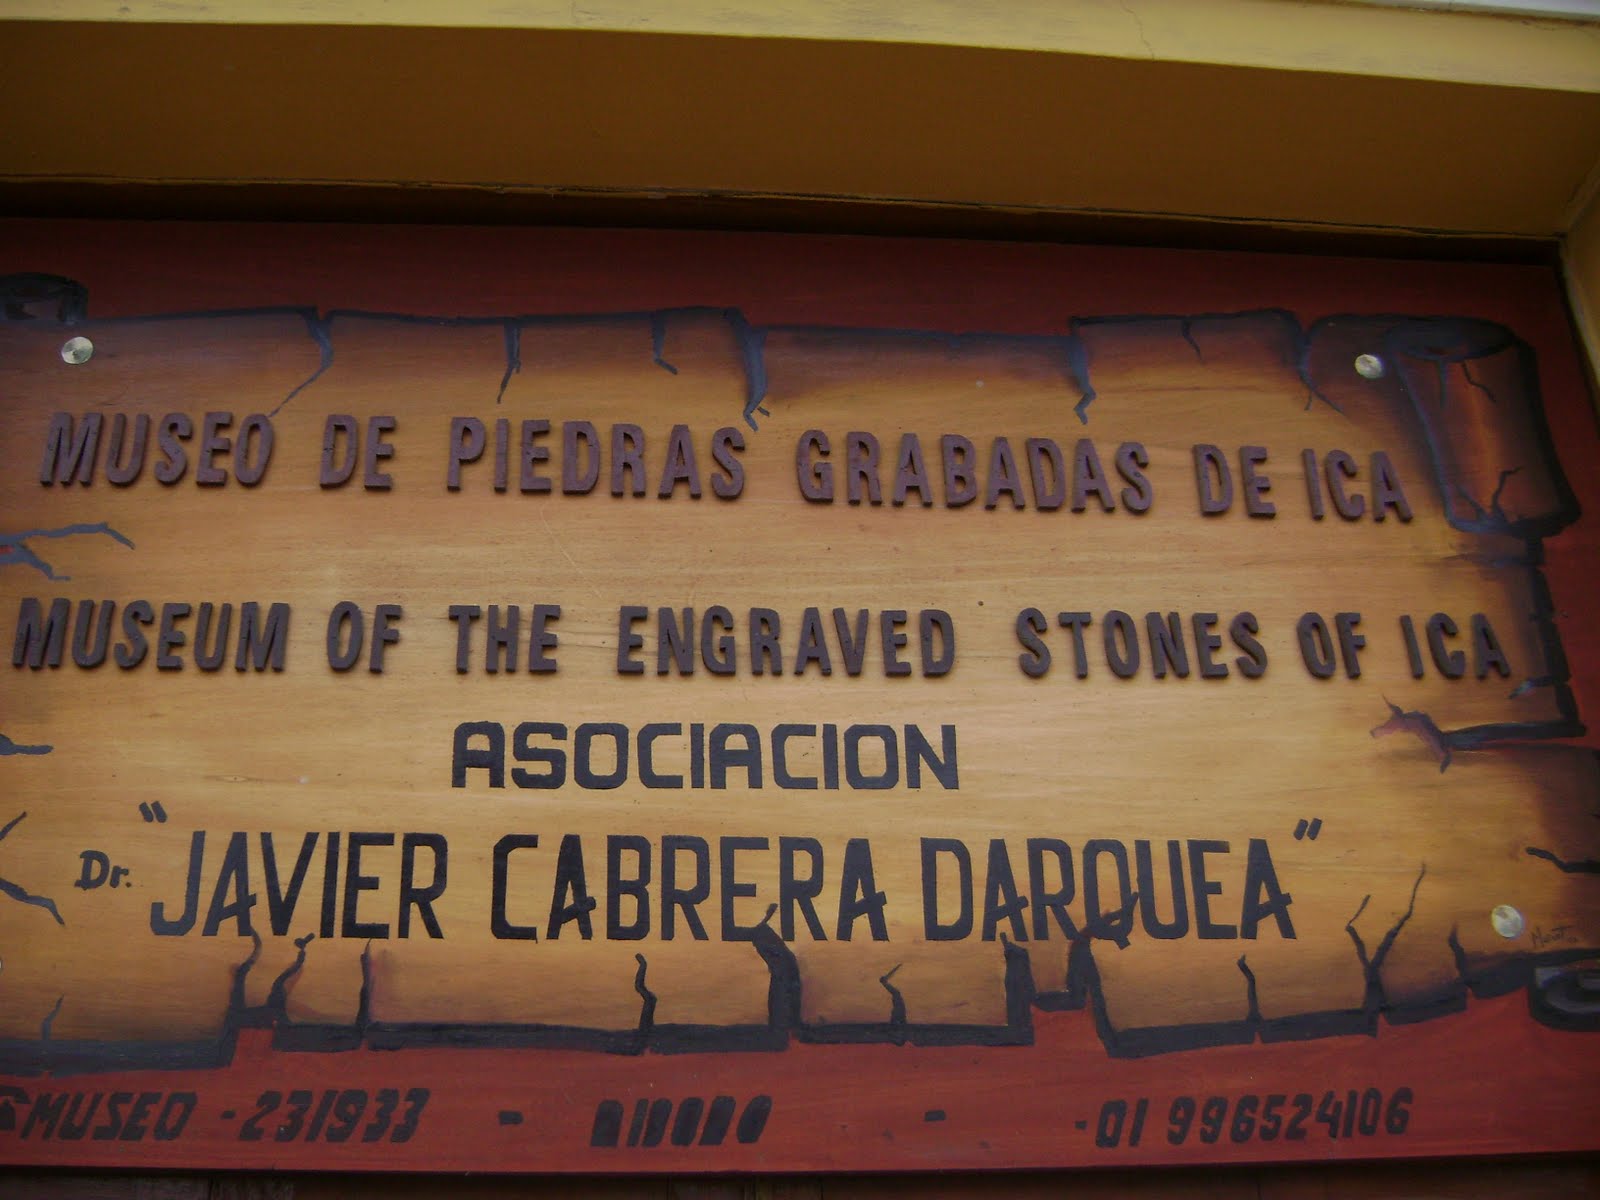 MUSEO DE PIEDRAS GRABADAS DE ICA
MUSEUM OF THE ENGRAVED STONES OF ICA
ASOCIACION
Dr. "JAVIER CABRERA DARQUEA"
MUSEO - 231933 - - -01 996524106